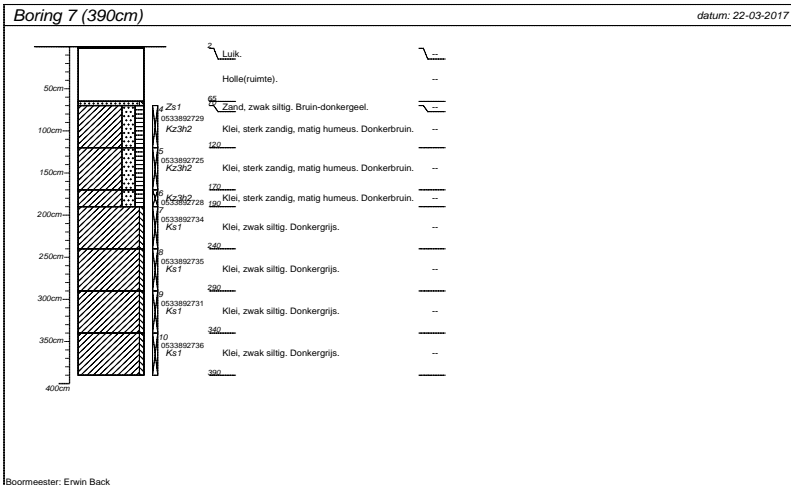 Boring 7 (390cm) datum: 22-03-2017
2 Luik. --
Holle(ruimte). --
50cm
65
70 Zs1 Zand, zwak siltig. Bruin-donkergeel. --
4
0533892729
100cm Kz3h2 Klei, sterk zandig, matig humeus. Donkerbruin. --
120
5
0533892725
150cm Kz3h2 Klei, sterk zandig, matig humeus. Donkerbruin. --
170
6
Kz3h2 Klei, sterk zandig, matig humeus. Donkerbruin. --
0533892728 190
7
200cm
0533892734
Ks1 Klei, zwak siltig. Donkergrijs. --
240
8
250cm
0533892735
Ks1 Klei, zwak siltig. Donkergrijs. --
290
9
300cm
0533892731
Ks1 Klei, zwak siltig. Donkergrijs. --
340
10
350cm
0533892736
Ks1 Klei, zwak siltig. Donkergrijs. --
390
400cm
Boormeester: Erwin Back